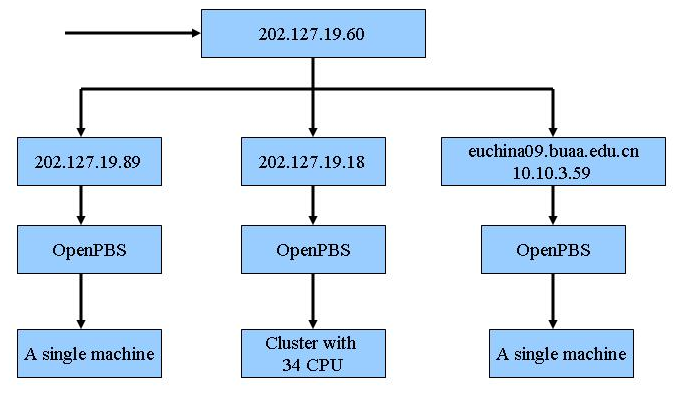 202.127.19.60
202.127.19.89
202.127.19.18
euchina09.buaa.edu.cn
10.10.3.59
OpenPBS
OpenPBS
OpenPBS
A single machine
Cluster with
34 CPU
A single machine